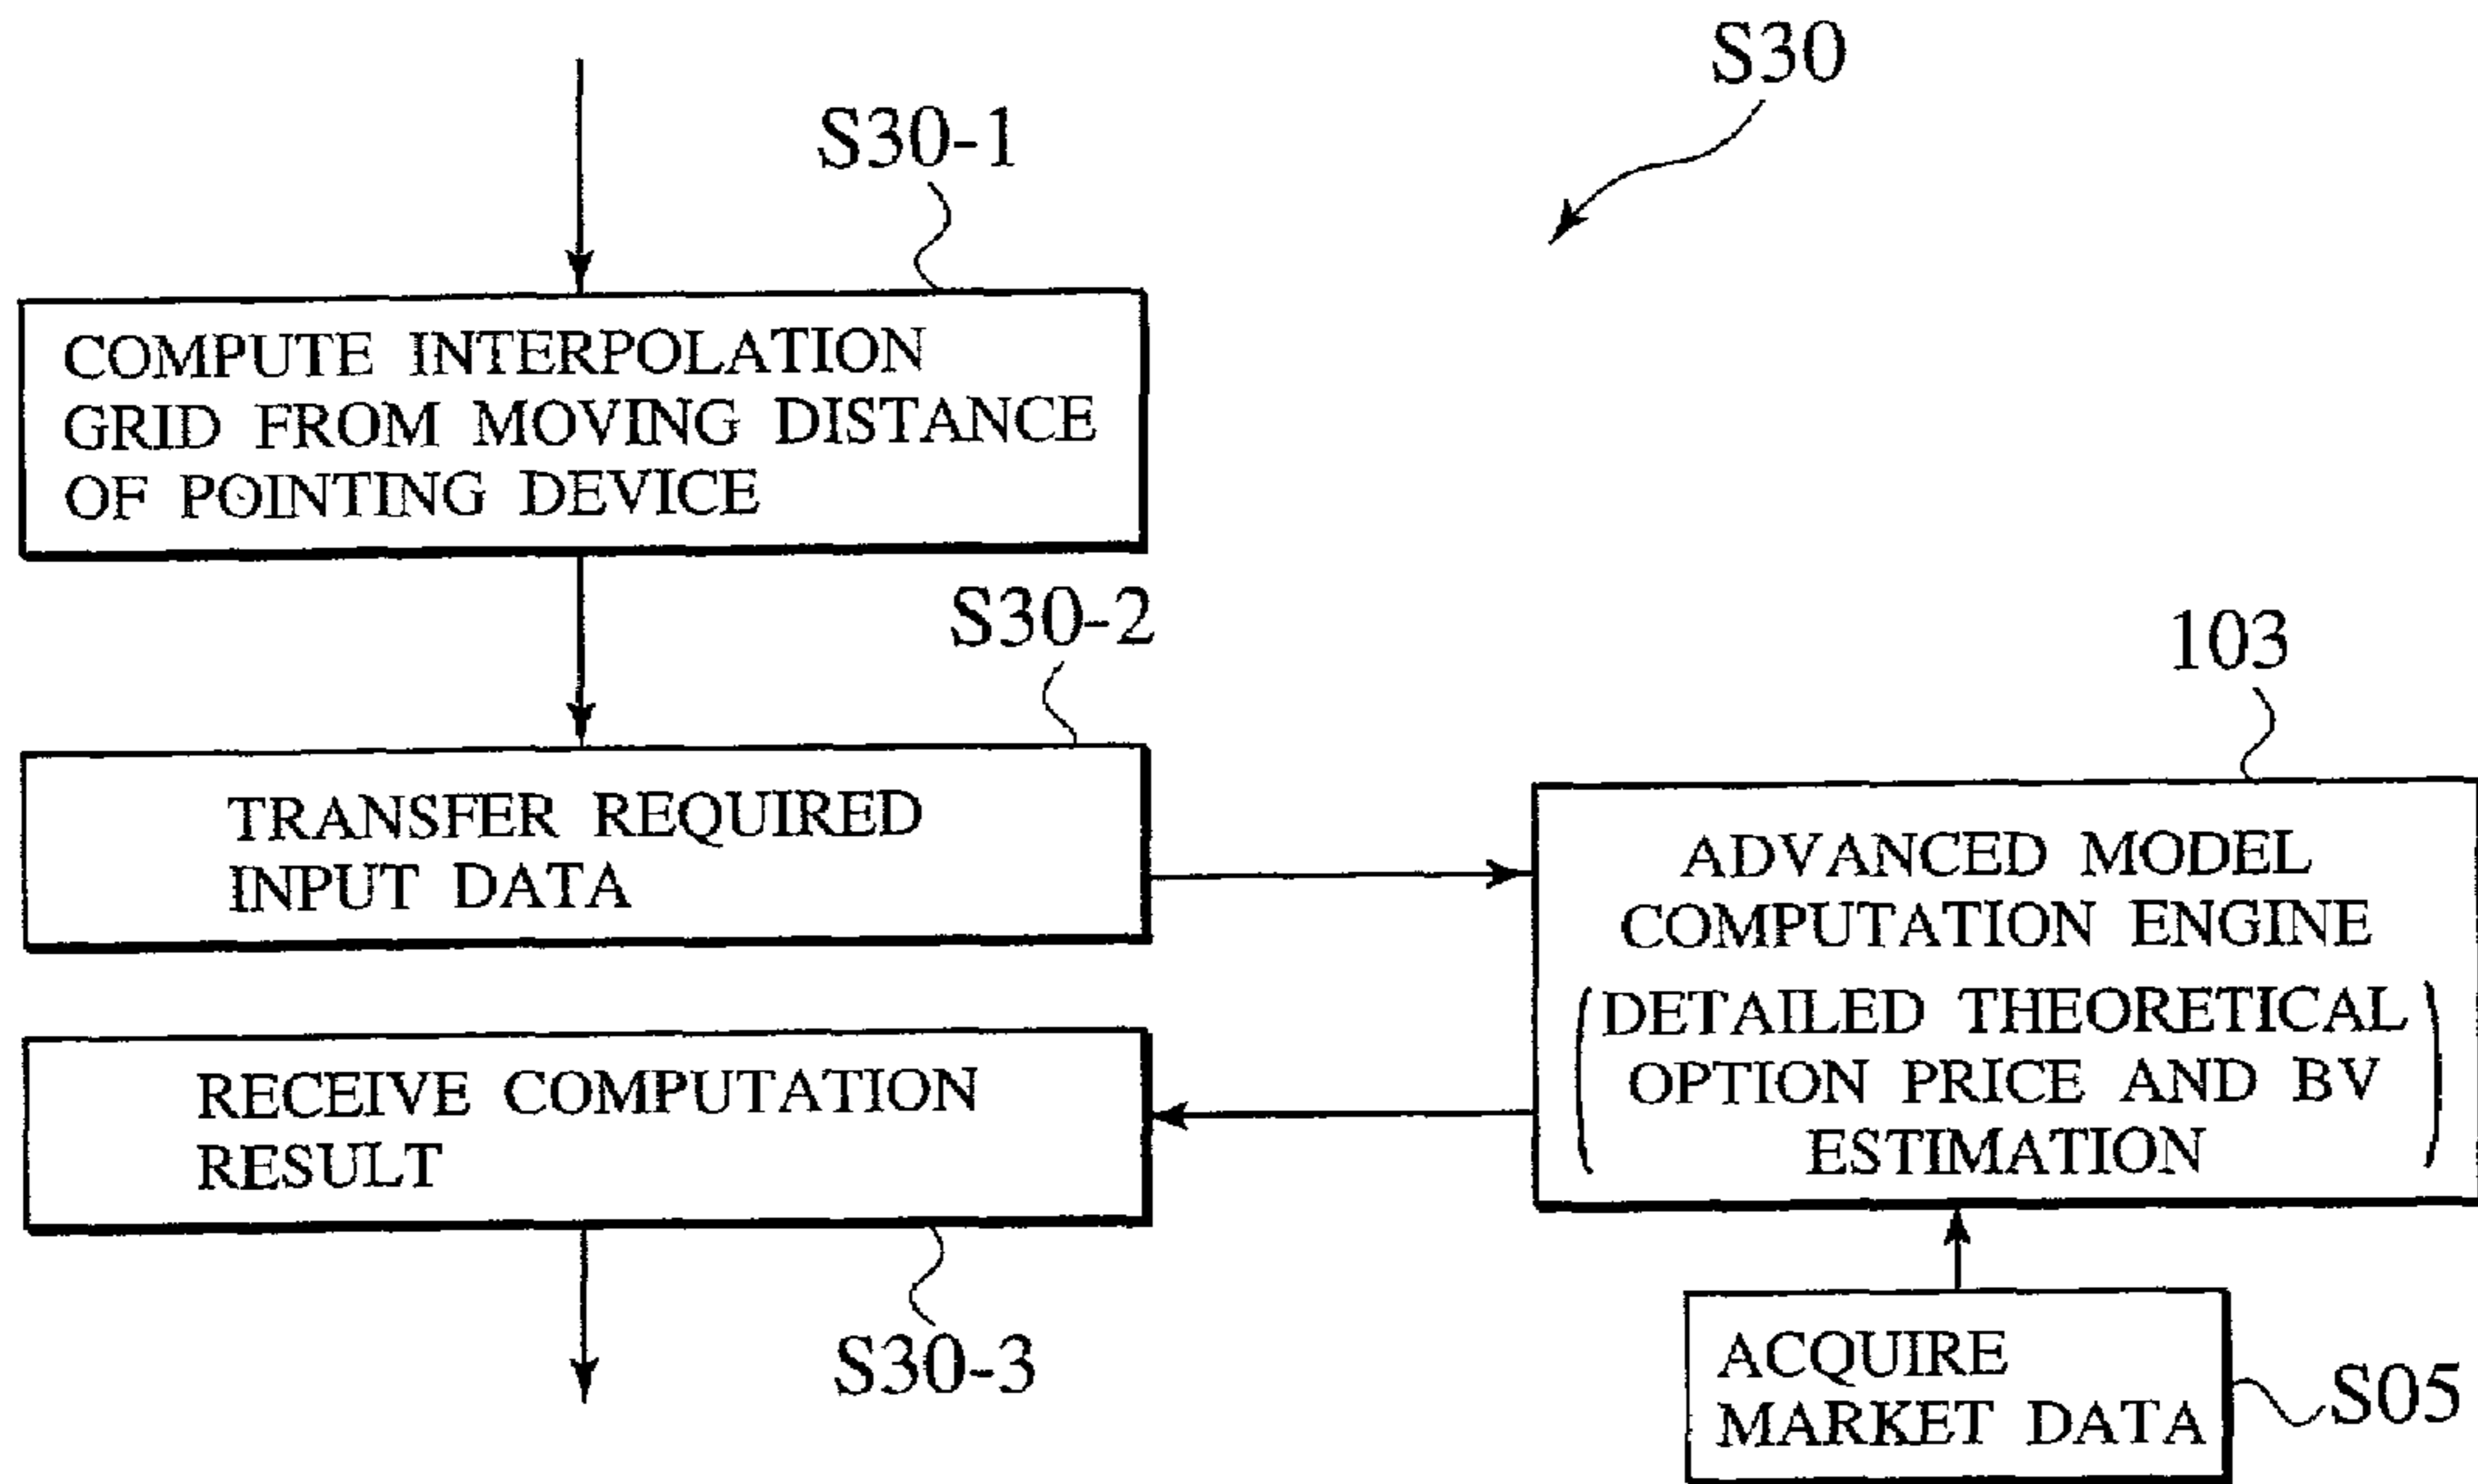 S30
S30-1
COMPUTE INTERPOLATION
GRID FROM MOVING DISTANCE
OF POINTING DEVICE
S30-2
TRANSFER REQUIRED
INPUT DATA
103
ADVANCED MODEL
COMPUTATION ENGINE
(DETAILED THEORETICAL
OPTION PRICE AND BV
ESTIMATION)
RECEIVE COMPUTATION
RESULT
S30-3
ACQUIRE
MARKET DATA
S05